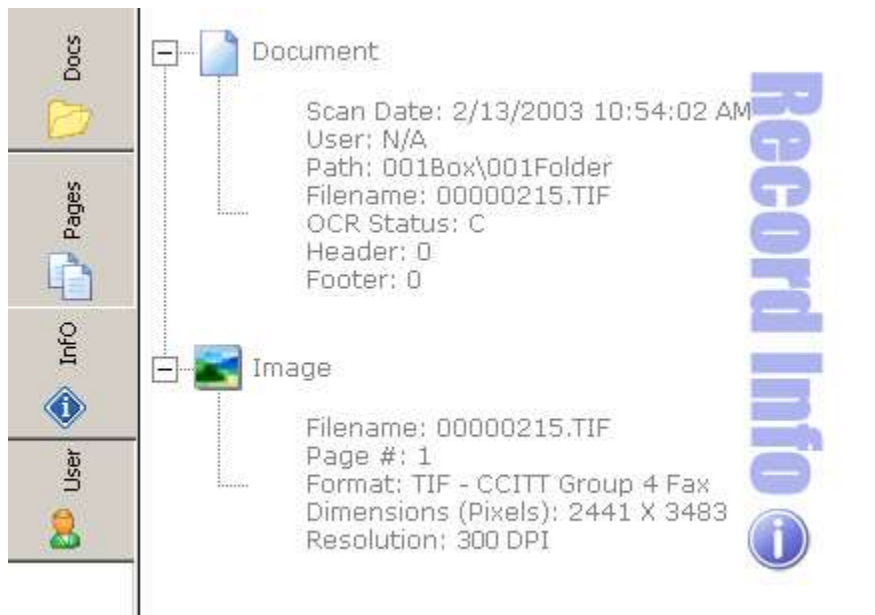 Docs
Pages
InfO
User
Document
Scan Date: 2/13/2003 10:54:02 AM
User: N/A
Path: 001Box\001Folder
Filename: 00000215.TIF
OCR Status: C
Header: 0
Footer: 0
Image
Filename: 00000215.TIF
Page #: 1
Format: TIF - CCITT Group 4 Fax
Dimensions (Pixels): 2441 X 3483
Resolution: 300 DPI
Record Info